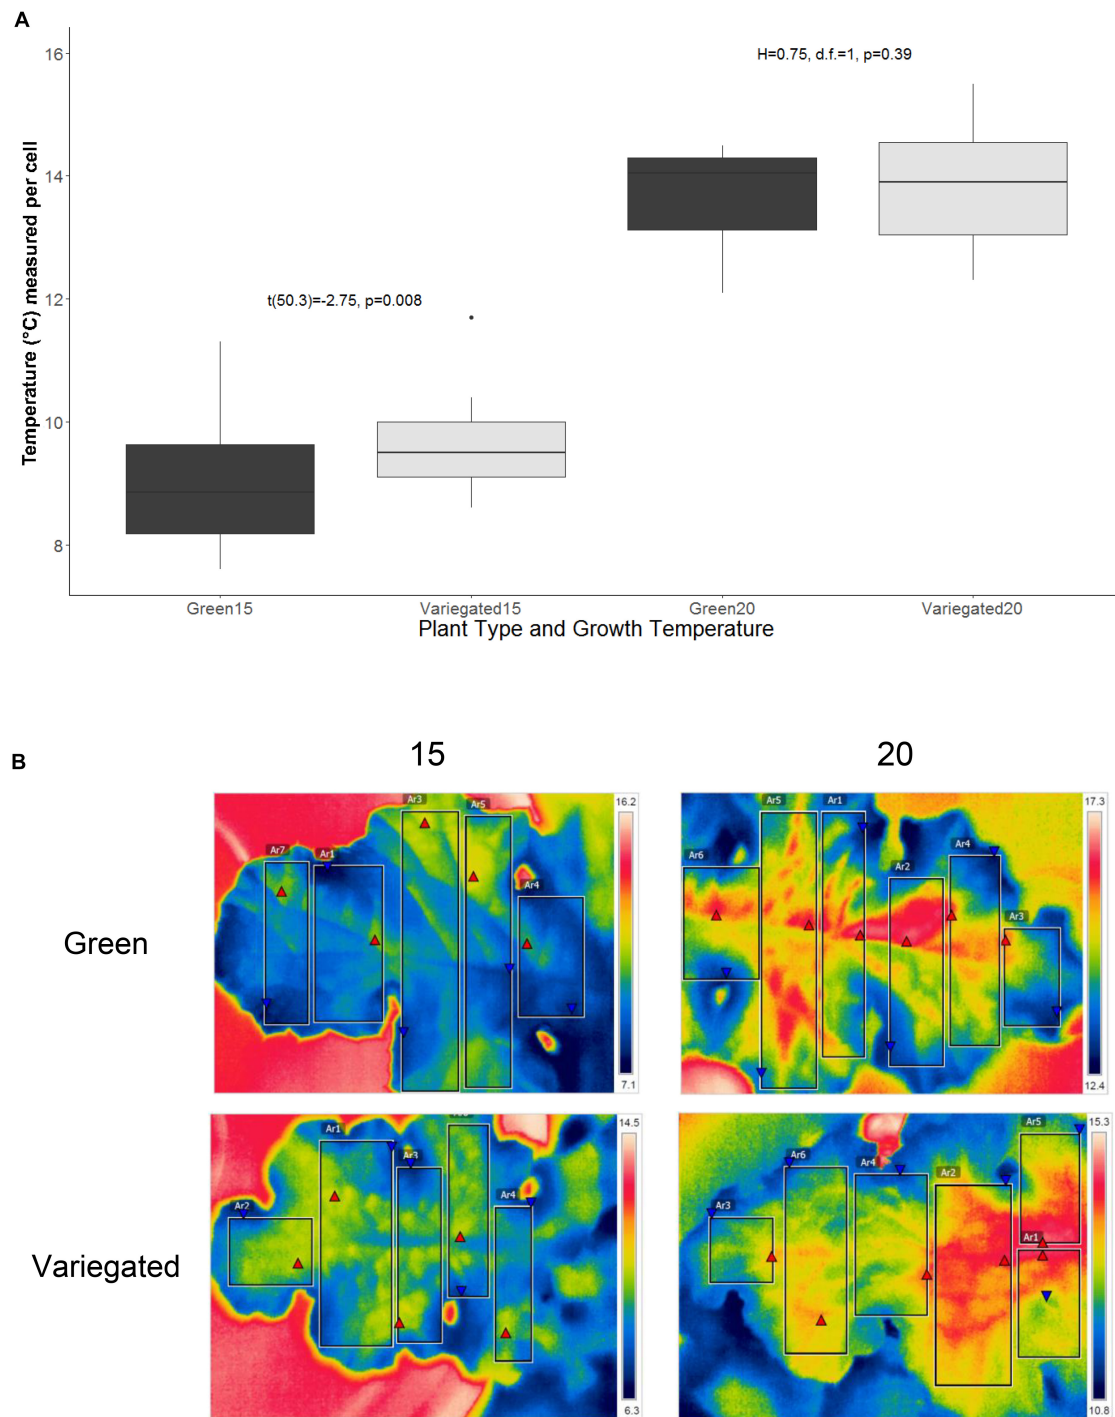 A
Temperature (°C) measured per cell
16
14
12
10
8
H=0.75, d.f.=1, p=0.39
t(50.3)=-2.75, p=0.008
Green15
Variegated15
Green20
Variegated20
Plant Type and Growth Temperature
B
15
20
Green
Ar7
Ar1
Ar3
Ar5
Ar4
16.2
7.1
Ar6
Ar5
Ar1
Ar2
Ar4
Ar3
17.3
12.4
Variegated
Ar2
Ar1
Ar3
Ar4
14.5
6.3
Ar3
Ar6
Ar4
Ar2
Ar5
Ar1
15.3
10.8